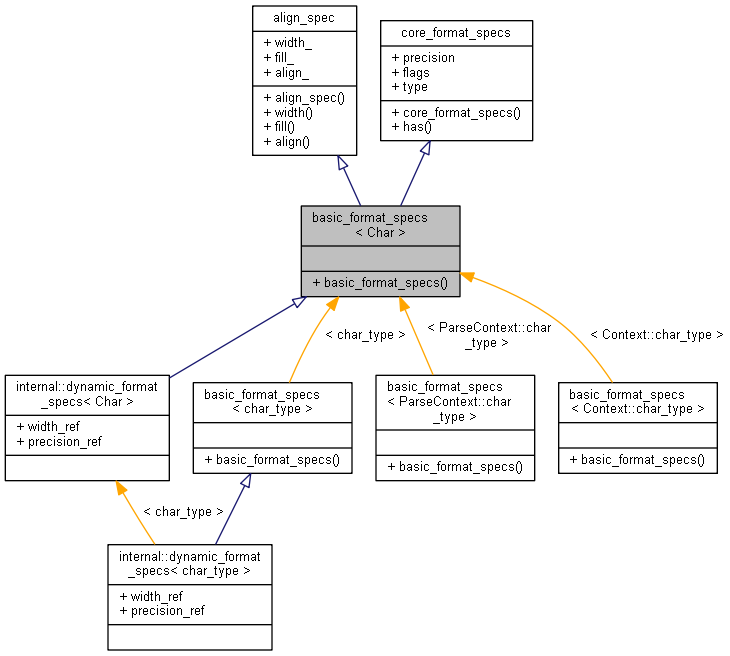 align_spec
+ width_
+ fill_
+ align_
+ align_spec()
+ width()
+ fill()
+ align()
core_format_specs
+ precision
+ flags
+ type
+ core_format_specs()
+ has()
basic_format_specs
< Char >
+ basic_format_specs()
< char_type >
< ParseContext::char
_type >
< Context::char_type >
internal::dynamic_format
_specs< Char >
+ width_ref
+ precision_ref
basic_format_specs
< char_type >
+ basic_format_specs()
basic_format_specs
< ParseContext::char
_type >
+ basic_format_specs()
basic_format_specs
< Context::char_type >
+ basic_format_specs()
< char_type >
internal::dynamic_format
_specs< char_type >
+ width_ref
+ precision_ref